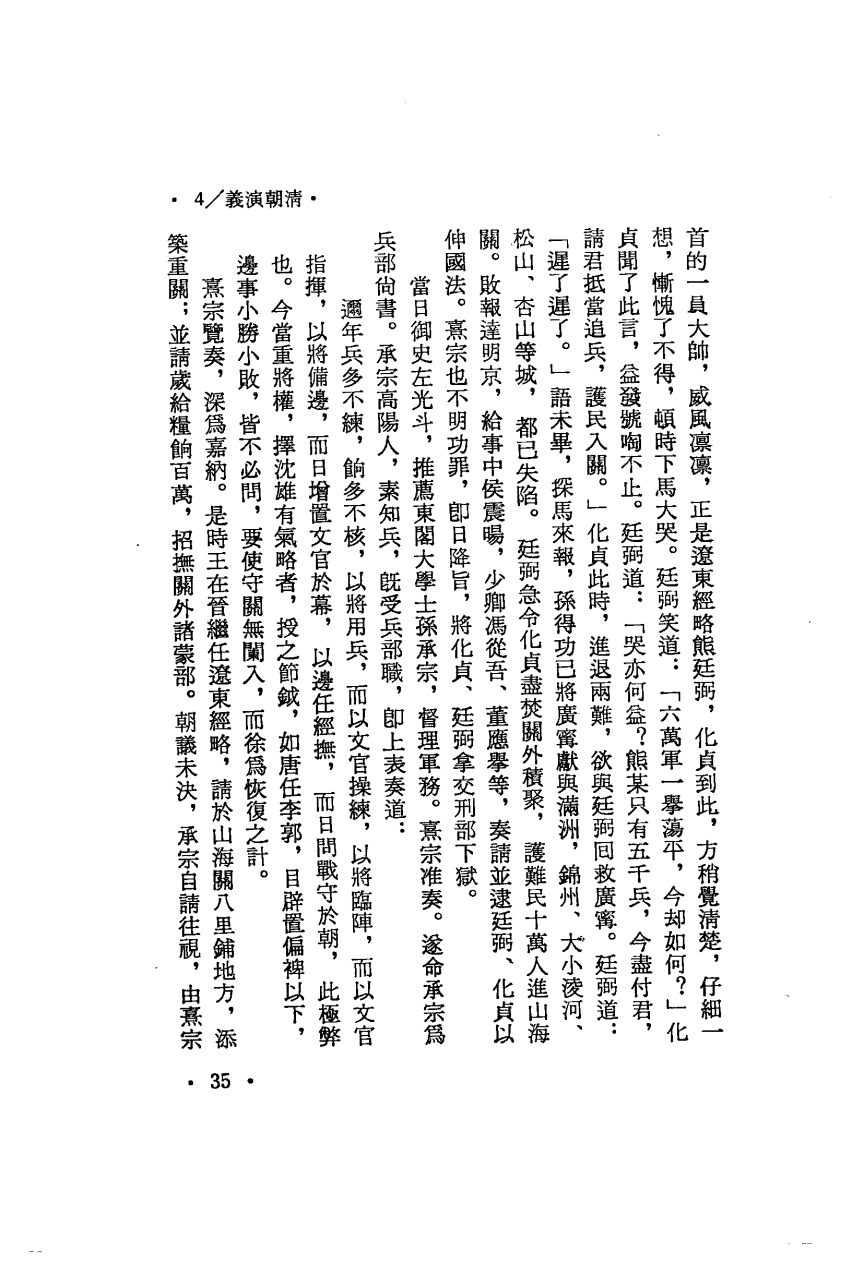 • 4／義演朝清•
首的一員大帥，威風凛凛，正是遼東經略熊廷弼，化貞到此，方稍覺清楚，仔細一
想，慚愧了不得，頓時下馬大哭。廷弼笑道：「六萬軍一舉蕩平，今却如何？」化
貞聞了此言，益發號啕不止。廷弼道：「哭亦何益？熊某只有五千兵，今盡付君，
請君抵當追兵，護民入關。」化貞此時，進退兩難，欲與廷弼回救廣寗。廷弼道：
「遲了遲了。」語未畢，探馬來報，孫得功已將廣寗獻與滿洲，錦州、大小淩河、
松山、杏山等城，都已失陷。廷弼急令化貞盡焚關外積聚，護難民十萬人進山海
關。敗報達明京，給事中侯震暘，少卿馮從吾、董應舉等，奏請並逮廷弼、化貞以
伸國法。熹宗也不明功罪，卽日降旨，將化貞、廷弼拿交刑部下獄。
當日御史左光斗，推薦東閣大學士孫承宗，督理軍務。熹宗准奏。遂命承宗爲
兵部尙書。承宗高陽人，素知兵，旣受兵部職，卽上表奏道：
邇年兵多不練，餉多不核，以將用兵，而以文官操練，以將臨陣，而以文官
指揮，以將備邊，而日增置文官於幕，以邊任經撫，而日問戰守於朝，此極弊
也。今當重將權，擇沈雄有氣略者，授之節鉞，如唐任李郭，自辟置偏裨以下，
邊事小勝小敗，皆不必問，要使守關無闌入，而徐爲恢復之計。
熹宗覽奏，深爲嘉納。是時王在晉繼任遼東經略，請於山海關八里鋪地方，添
築重關；並請歲給糧餉百萬，招撫關外諸蒙部。朝議未決，承宗自請往視，由熹宗
• 35 •